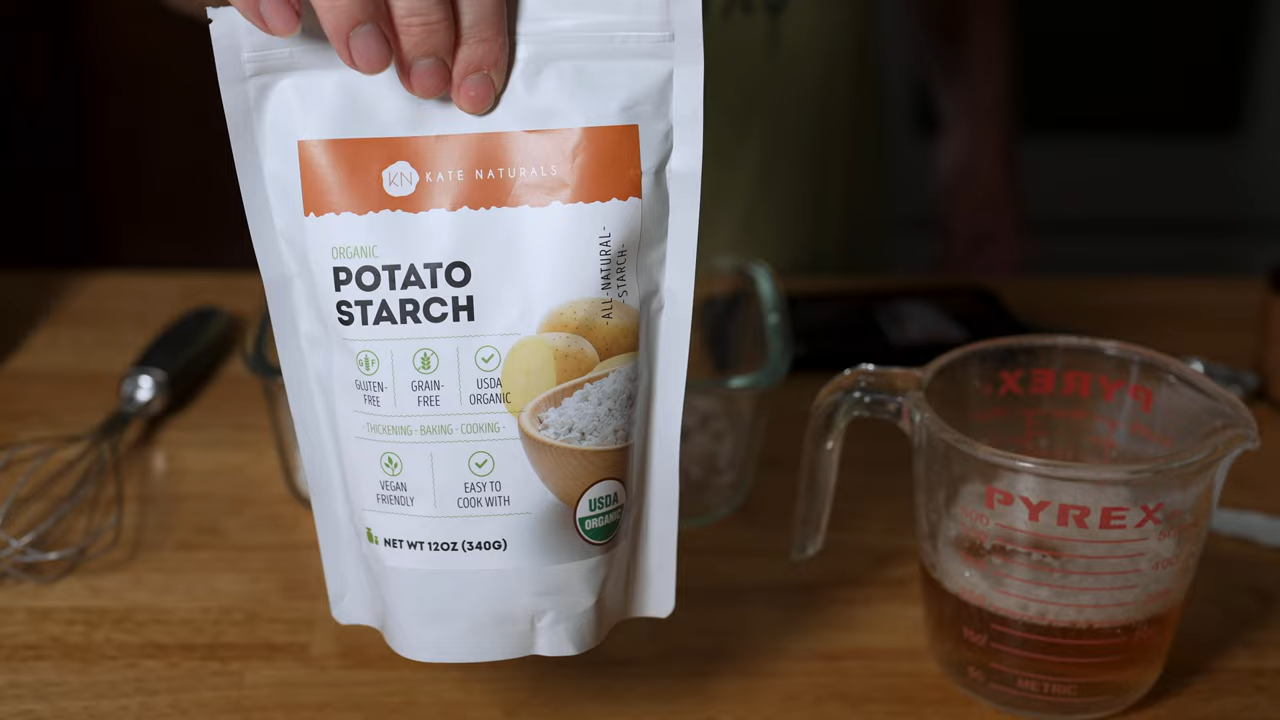 KN KATE NATURALS
ORGANIC
POTATO
STARCH
-ALL-NATURAL-
-STARCH-
GF
GLUTEN-
FREE
GRAIN-
FREE
USDA
ORGANIC
-THICKENING-BAKING-COOKING-
VEGAN
FRIENDLY
EASY TO
COOK WITH
USDA
ORGANIC
NET WT 12OZ (340G)
PYREX
PYREX
METRIC